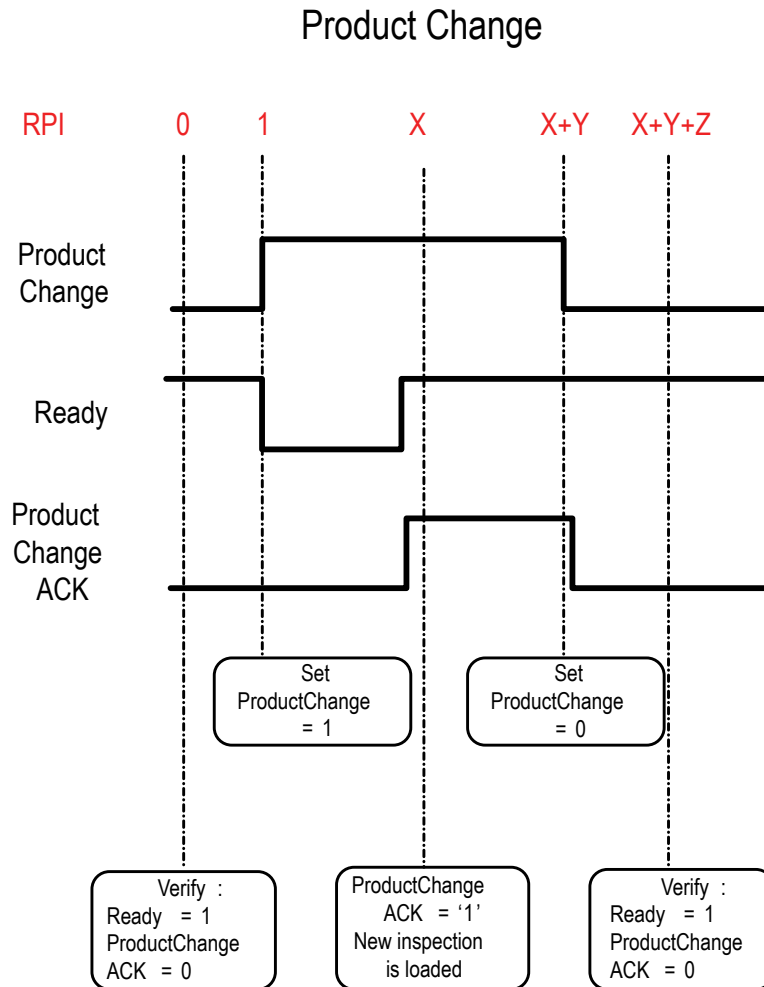 Product Change
RPI 0 1 X X+Y X+Y+Z
Product
Change
Ready
Product
Change
ACK
Set
ProductChange
= 1
Set
ProductChange
= 0
Verify :
Ready = 1
ProductChange
ACK = 0
ProductChange
ACK = ‘1’
New inspection
is loaded
Verify :
Ready = 1
ProductChange
ACK = 0